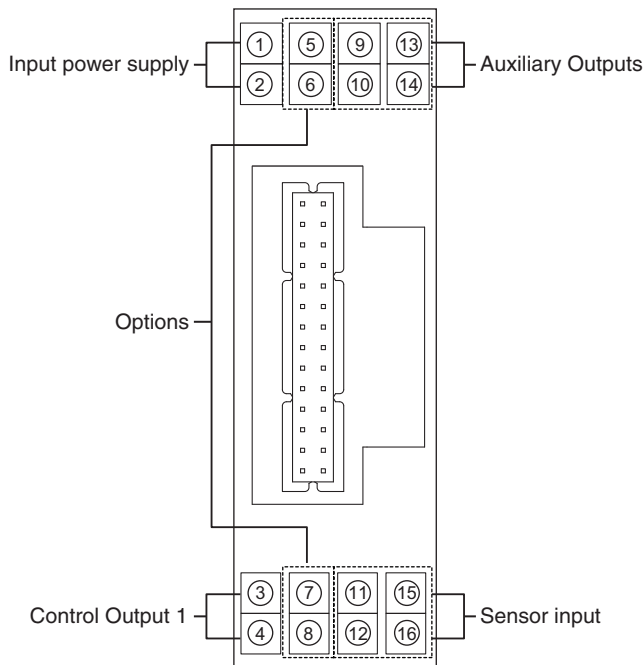 Input power supply
① ⑤ ⑨ ⑬
② ⑥ ⑩ ⑭
Auxiliary Outputs
Options
Control Output 1
③ ⑦ ⑪ ⑮
④ ⑧ ⑫ ⑯
Sensor input